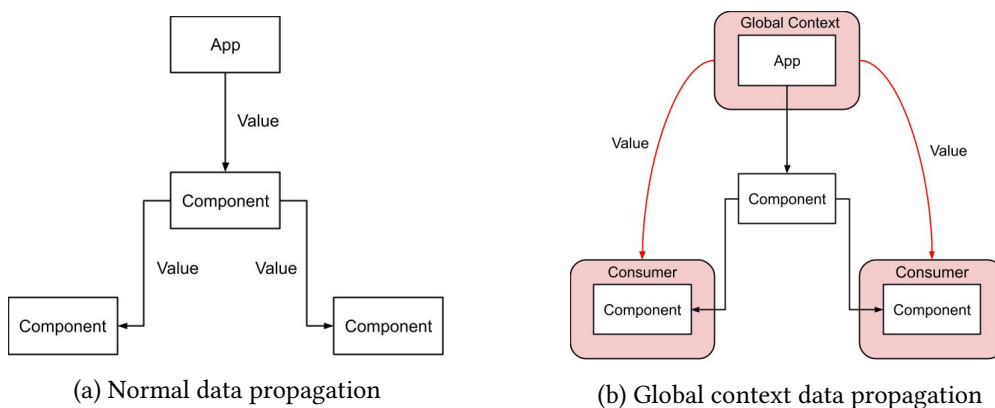 App
Value
Component
Value
Value
Component
Component
(a) Normal data propagation
Global Context
App
Value
Value
Component
Consumer
Component
Consumer
Component
(b) Global context data propagation